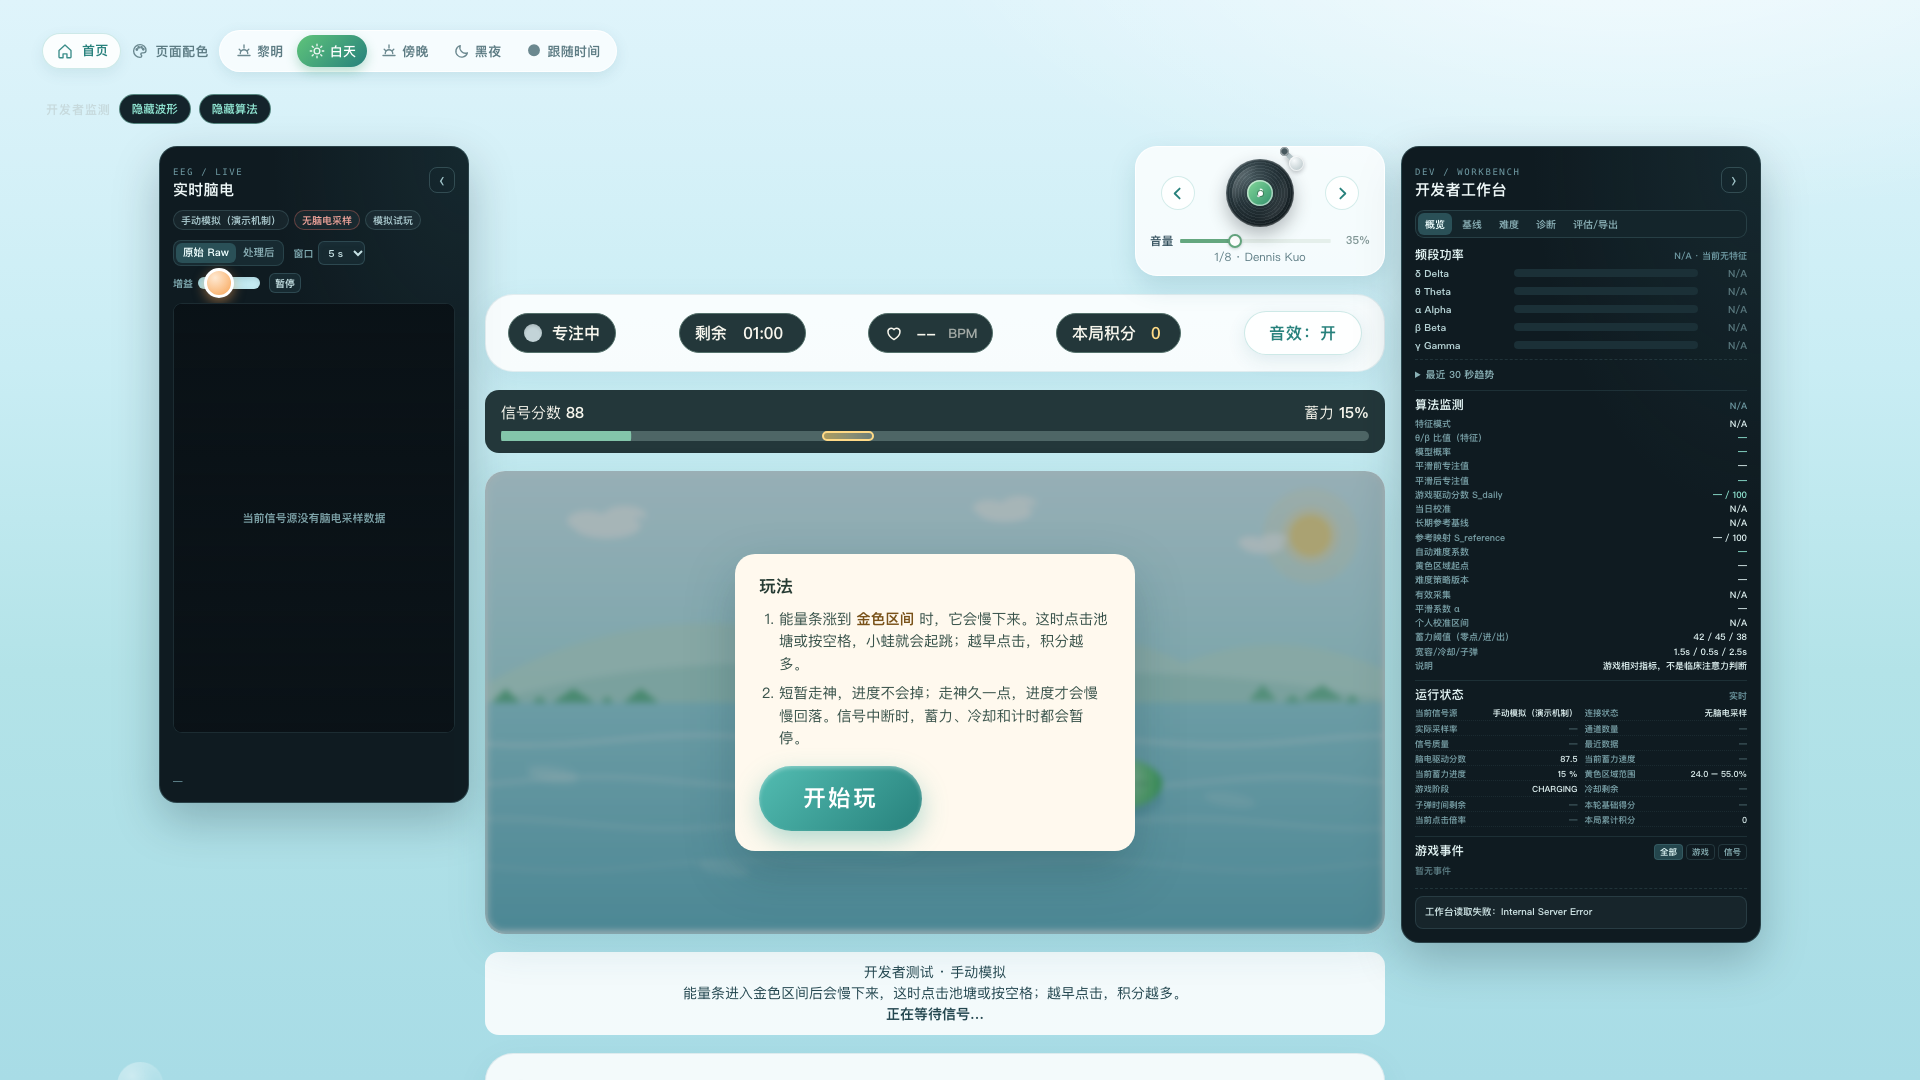 首页 页面配色 黎明 白天 傍晚 黑夜 跟随时间
开发者监测 隐藏波形 隐藏算法
EEG / LIVE
实时脑电
手动模拟（演示机制） 无脑电采样 模拟试玩
原始 Raw 处理后 窗口 5 s
增益 暂停
当前信号源没有脑电采样数据
—
音量 35%
1/8 · Dennis Kuo
专注中 剩余 01:00 -- BPM 本局积分 0 音效：开
信号分数 88 蓄力 15%
玩法
1. 能量条涨到 金色区间 时，它会慢下来。这时点击池
塘或按空格，小蛙就会起跳；越早点击，积分越
多。
2. 短暂走神，进度不会掉；走神久一点，进度才会慢
慢回落。信号中断时，蓄力、冷却和计时都会暂
停。
开始玩
开发者测试 · 手动模拟
能量条进入金色区间后会慢下来，这时点击池塘或按空格；越早点击，积分越多。
正在等待信号…
DEV / WORKBENCH
开发者工作台
概览 基线 难度 诊断 评估/导出
频段功率 N/A · 当前无特征
δ Delta N/A
θ Theta N/A
α Alpha N/A
β Beta N/A
γ Gamma N/A
▶ 最近 30 秒趋势
算法监测 N/A
特征模式 N/A
θ/β 比值（特征） —
模型概率 —
平滑前专注值 —
平滑后专注值 —
游戏驱动分数 S_daily — / 100
当日校准 N/A
长期参考基线 N/A
参考映射 S_reference — / 100
自动难度系数 —
黄色区域起点 —
难度策略版本 —
有效采集 N/A
平滑系数 α —
个人校准区间 N/A
蓄力阈值（零点/进/出） 42 / 45 / 38
宽容/冷却/子弹 1.5s / 0.5s / 2.5s
说明 游戏相对指标，不是临床注意力判断
运行状态 实时
当前信号源 手动模拟（演示机制） 连接状态 无脑电采样
实际采样率 — 通道数量 —
信号质量 — 最近数据 —
脑电驱动分数 87.5 当前蓄力速度 —
当前蓄力进度 15 % 黄色区域范围 24.0 — 55.0%
游戏阶段 CHARGING 冷却剩余 —
子弹时间剩余 — 本轮基础得分 —
当前点击倍率 — 本局累计积分 0
游戏事件 全部 游戏 信号
暂无事件
工作台读取失败：Internal Server Error